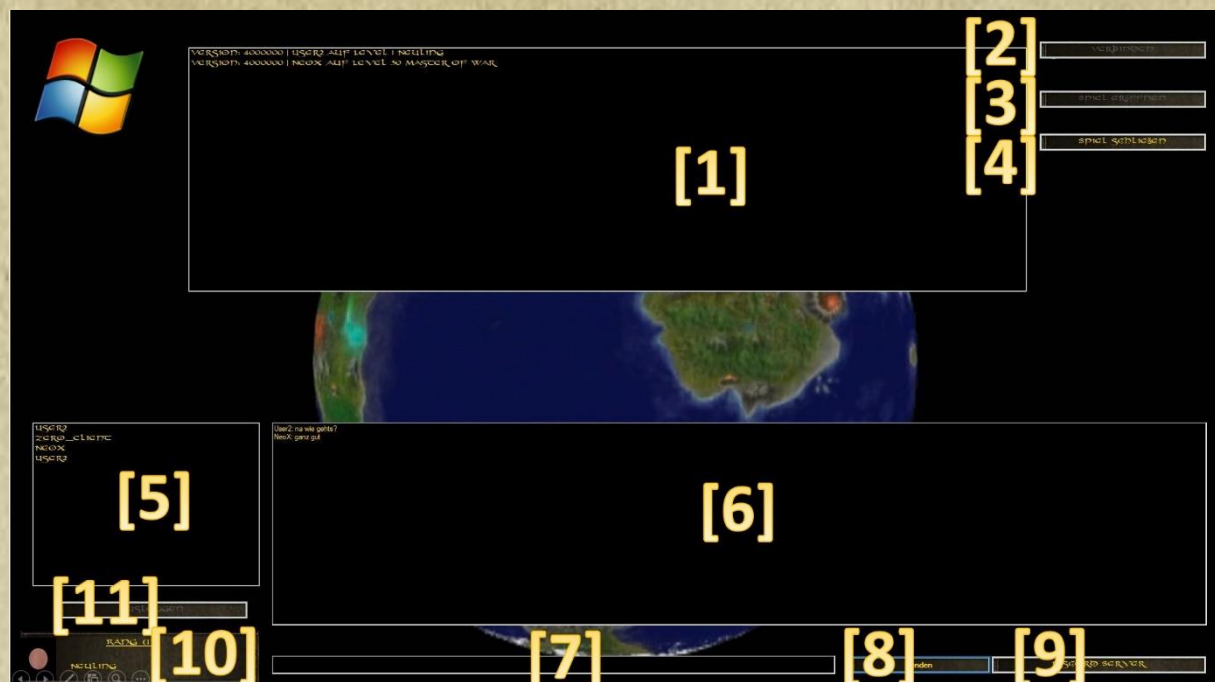 VERSION: 4000000 | USER2 AUF LEVEL 1 NEULING
VERSION: 4000000 | NEOX AUF LEVEL 30 MASTER OF WAR
[1]
[2]
VERBINDEN
[3]
SPIEL ERÖFFNEN
[4]
SPIEL SCHLIEßEN
USER2
ZERO_CLIENT
NEOX
USER2
[5]
User2: na wie gehts?
NeoX: ganz gut
[6]
[11]
RANG
NEULING
[10]
[7]
[8]
[9]
SERVER